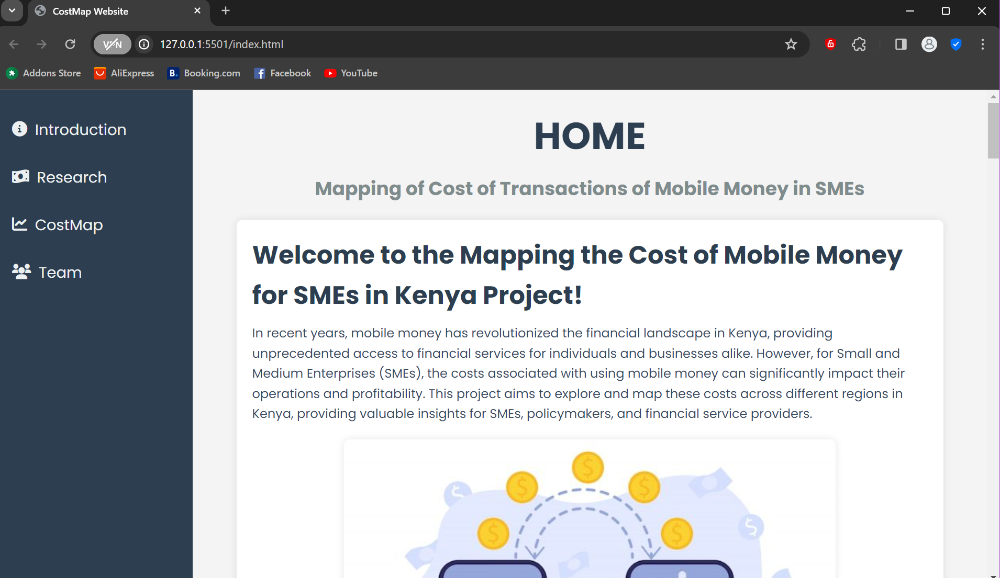 CostMap Website
VPN
127.0.0.1:5501/index.html
Addons Store
AliExpress
B. Booking.com
Facebook
YouTube
Introduction
Research
CostMap
Team
HOME
Mapping of Cost of Transactions of Mobile Money in SMEs
Welcome to the Mapping the Cost of Mobile Money
for SMEs in Kenya Project!
In recent years, mobile money has revolutionized the financial landscape in Kenya, providing
unprecedented access to financial services for individuals and businesses alike. However, for Small and
Medium Enterprises (SMEs), the costs associated with using mobile money can significantly impact their
operations and profitability. This project aims to explore and map these costs across different regions in
Kenya, providing valuable insights for SMEs, policymakers, and financial service providers.